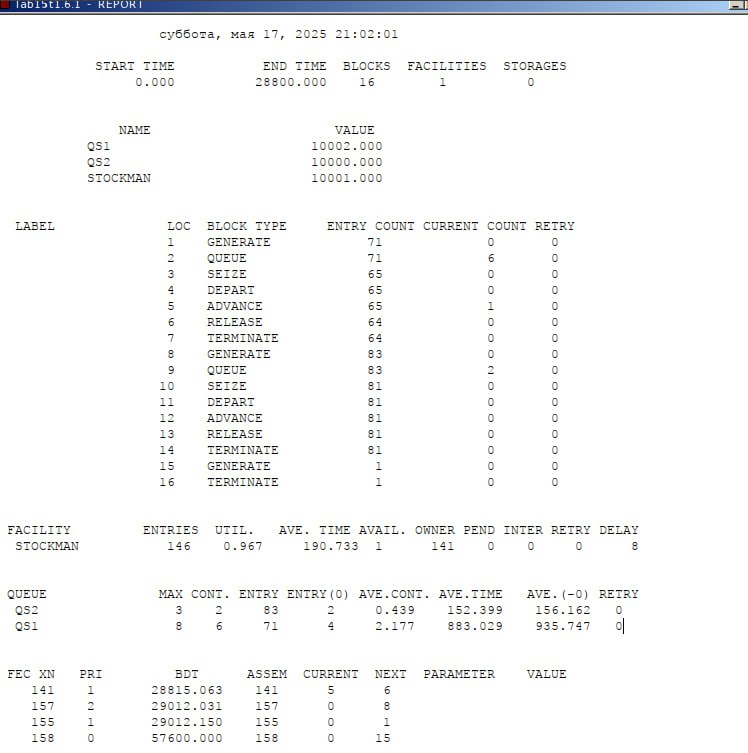 lab15t1.6.1 - REPORT
суббота, мая 17, 2025 21:02:01
START TIME END TIME BLOCKS FACILITIES STORAGES
0.000 28800.000 16 1 0
NAME VALUE
QS1 10002.000
QS2 10000.000
STOCKMAN 10001.000
LABEL LOC BLOCK TYPE ENTRY COUNT CURRENT COUNT RETRY
1 GENERATE 71 0 0
2 QUEUE 71 6 0
3 SEIZE 65 0 0
4 DEPART 65 0 0
5 ADVANCE 65 1 0
6 RELEASE 64 0 0
7 TERMINATE 64 0 0
8 GENERATE 83 0 0
9 QUEUE 83 2 0
10 SEIZE 81 0 0
11 DEPART 81 0 0
12 ADVANCE 81 0 0
13 RELEASE 81 0 0
14 TERMINATE 81 0 0
15 GENERATE 1 0 0
16 TERMINATE 1 0 0
FACILITY ENTRIES UTIL. AVE. TIME AVAIL. OWNER PEND INTER RETRY DELAY
STOCKMAN 146 0.967 190.733 1 141 0 0 0 8
QUEUE MAX CONT. ENTRY ENTRY(0) AVE.CONT. AVE.TIME AVE.(-0) RETRY
QS2 3 2 83 2 0.439 152.399 156.162 0
QS1 8 6 71 4 2.177 883.029 935.747 0
FEC XN PRI BDT ASSEM CURRENT NEXT PARAMETER VALUE
141 1 28815.063 141 5 6
157 2 29012.031 157 0 8
155 1 29012.150 155 0 1
158 0 57600.000 158 0 15